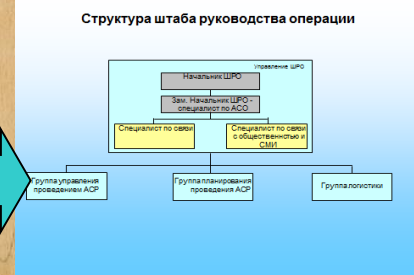 Структура штаба руководства операции
Управление ШРО
Начальник ШРО
Зам. Начальник ШРО -
специалист по АСО
Специалист по связи
Специалист по связи
с общественностью и
СМИ
Группа управления
проведением АСР
Группа планирования
проведения АСР
Группа логистики